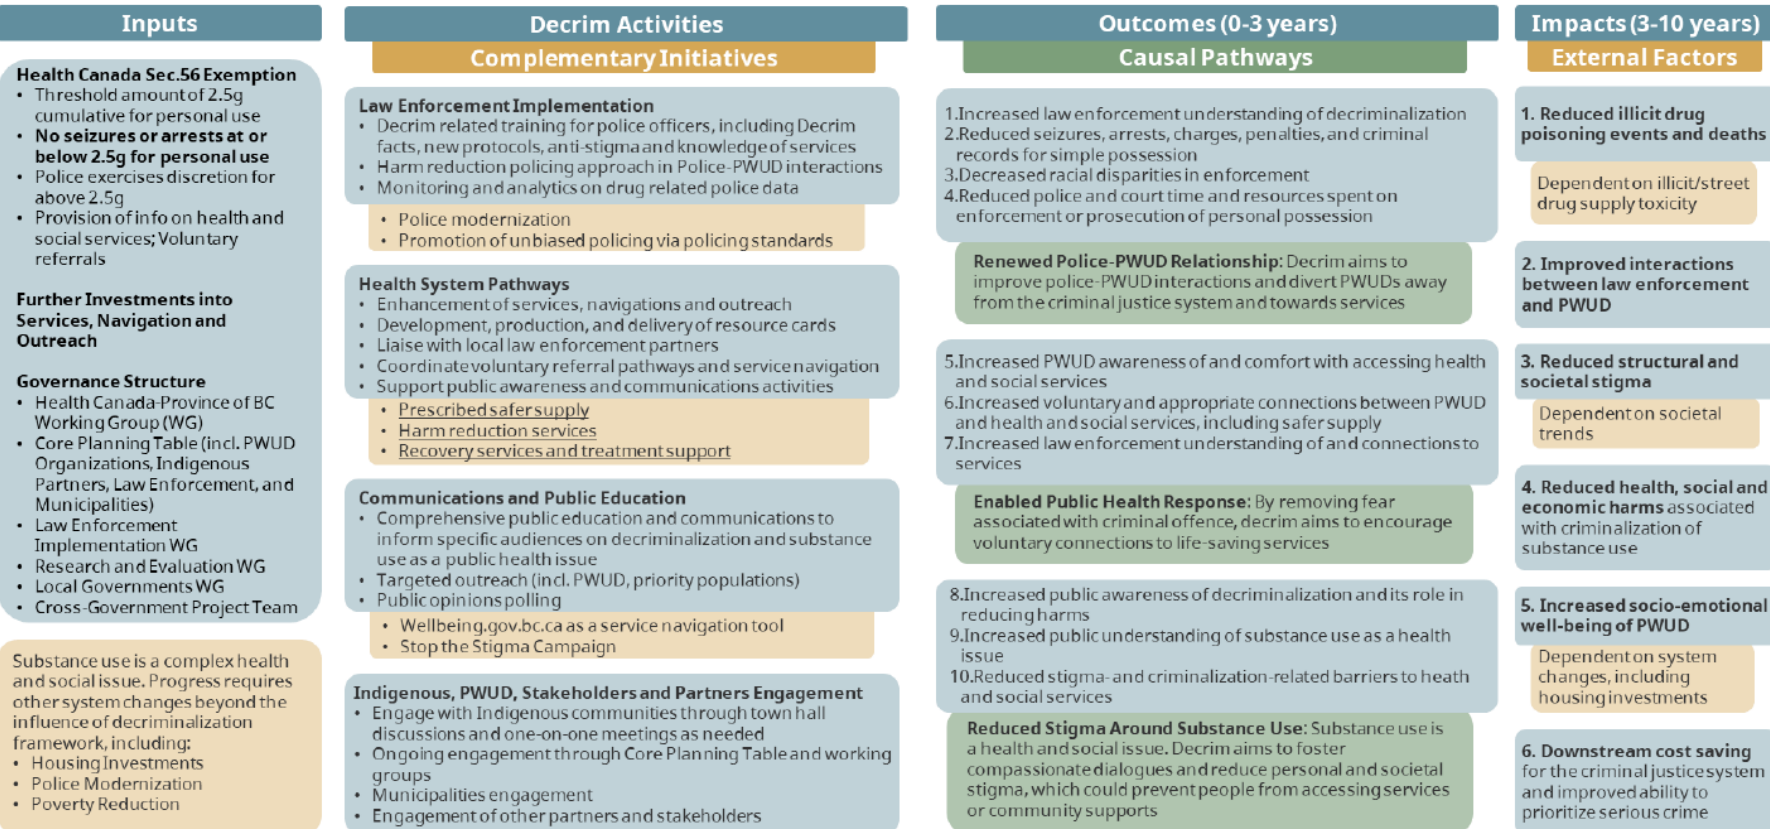 Inputs
Health Canada Sec.56 Exemption
• Threshold amount of 2.5g
cumulative for personal use
• No seizures or arrests at or
below 2.5g for personal use
• Police exercises discretion for
above 2.5g
• Provision of info on health and
social services; Voluntary
referrals
Further Investments into
Services, Navigation and
Outreach
Governance Structure
• Health Canada-Province of BC
Working Group (WG)
• Core Planning Table (incl. PWUD
Organizations, Indigenous
Partners, Law Enforcement, and
Municipalities)
• Law Enforcement
Implementation WG
• Research and Evaluation WG
• Local Governments WG
• Cross-Government Project Team
Substance use is a complex health
and social issue. Progress requires
other system changes beyond the
influence of decriminalization
framework, including:
• Housing Investments
• Police Modernization
• Poverty Reduction
Decrim Activities
Complementary Initiatives
Law Enforcement Implementation
• Decrim related training for police officers, including Decrim
facts, new protocols, anti-stigma and knowledge of services
• Harm reduction policing approach in Police-PWUD interactions
• Monitoring and analytics on drug related police data
• Police modernization
• Promotion of unbiased policing via policing standards
Health System Pathways
• Enhancement of services, navigations and outreach
• Development, production, and delivery of resource cards
• Liaise with local law enforcement partners
• Coordinate voluntary referral pathways and service navigation
• Support public awareness and communications activities
• Prescribed safer supply
• Harm reduction services
• Recovery services and treatment support
Communications and Public Education
• Comprehensive public education and communications to
inform specific audiences on decriminalization and substance
use as a public health issue
• Targeted outreach (incl. PWUD, priority populations)
• Public opinions polling
• Wellbeing.gov.bc.ca as a service navigation tool
• Stop the Stigma Campaign
Indigenous, PWUD, Stakeholders and Partners Engagement
• Engage with Indigenous communities through town hall
discussions and one-on-one meetings as needed
• Ongoing engagement through Core Planning Table and working
groups
• Municipalities engagement
• Engagement of other partners and stakeholders
Outcomes (0-3 years)
Causal Pathways
1.Increased law enforcement understanding of decriminalization
2.Reduced seizures, arrests, charges, penalties, and criminal
records for simple possession
3.Decreased racial disparities in enforcement
4.Reduced police and court time and resources spent on
enforcement or prosecution of personal possession
Renewed Police-PWUD Relationship: Decrim aims to
improve police-PWUD interactions and divert PWUDs away
from the criminal justice system and towards services
5.Increased PWUD awareness of and comfort with accessing health
and social services
6.Increased voluntary and appropriate connections between PWUD
and health and social services, including safer supply
7.Increased law enforcement understanding of and connections to
services
Enabled Public Health Response: By removing fear
associated with criminal offence, decrim aims to encourage
voluntary connections to life-saving services
8.Increased public awareness of decriminalization and its role in
reducing harms
9.Increased public understanding of substance use as a health
issue
10.Reduced stigma- and criminalization-related barriers to heath
and social services
Reduced Stigma Around Substance Use: Substance use is
a health and social issue. Decrim aims to foster
compassionate dialogues and reduce personal and societal
stigma, which could prevent people from accessing services
or community supports
Impacts (3-10 years)
External Factors
1. Reduced illicit drug
poisoning events and deaths
Dependent on illicit/street
drug supply toxicity
2. Improved interactions
between law enforcement
and PWUD
3. Reduced structural and
societal stigma
Dependent on societal
trends
4. Reduced health, social and
economic harms associated
with criminalization of
substance use
5. Increased socio-emotional
well-being of PWUD
Dependent on system
changes, including
housing investments
6. Downstream cost saving
for the criminal justice system
and improved ability to
prioritize serious crime